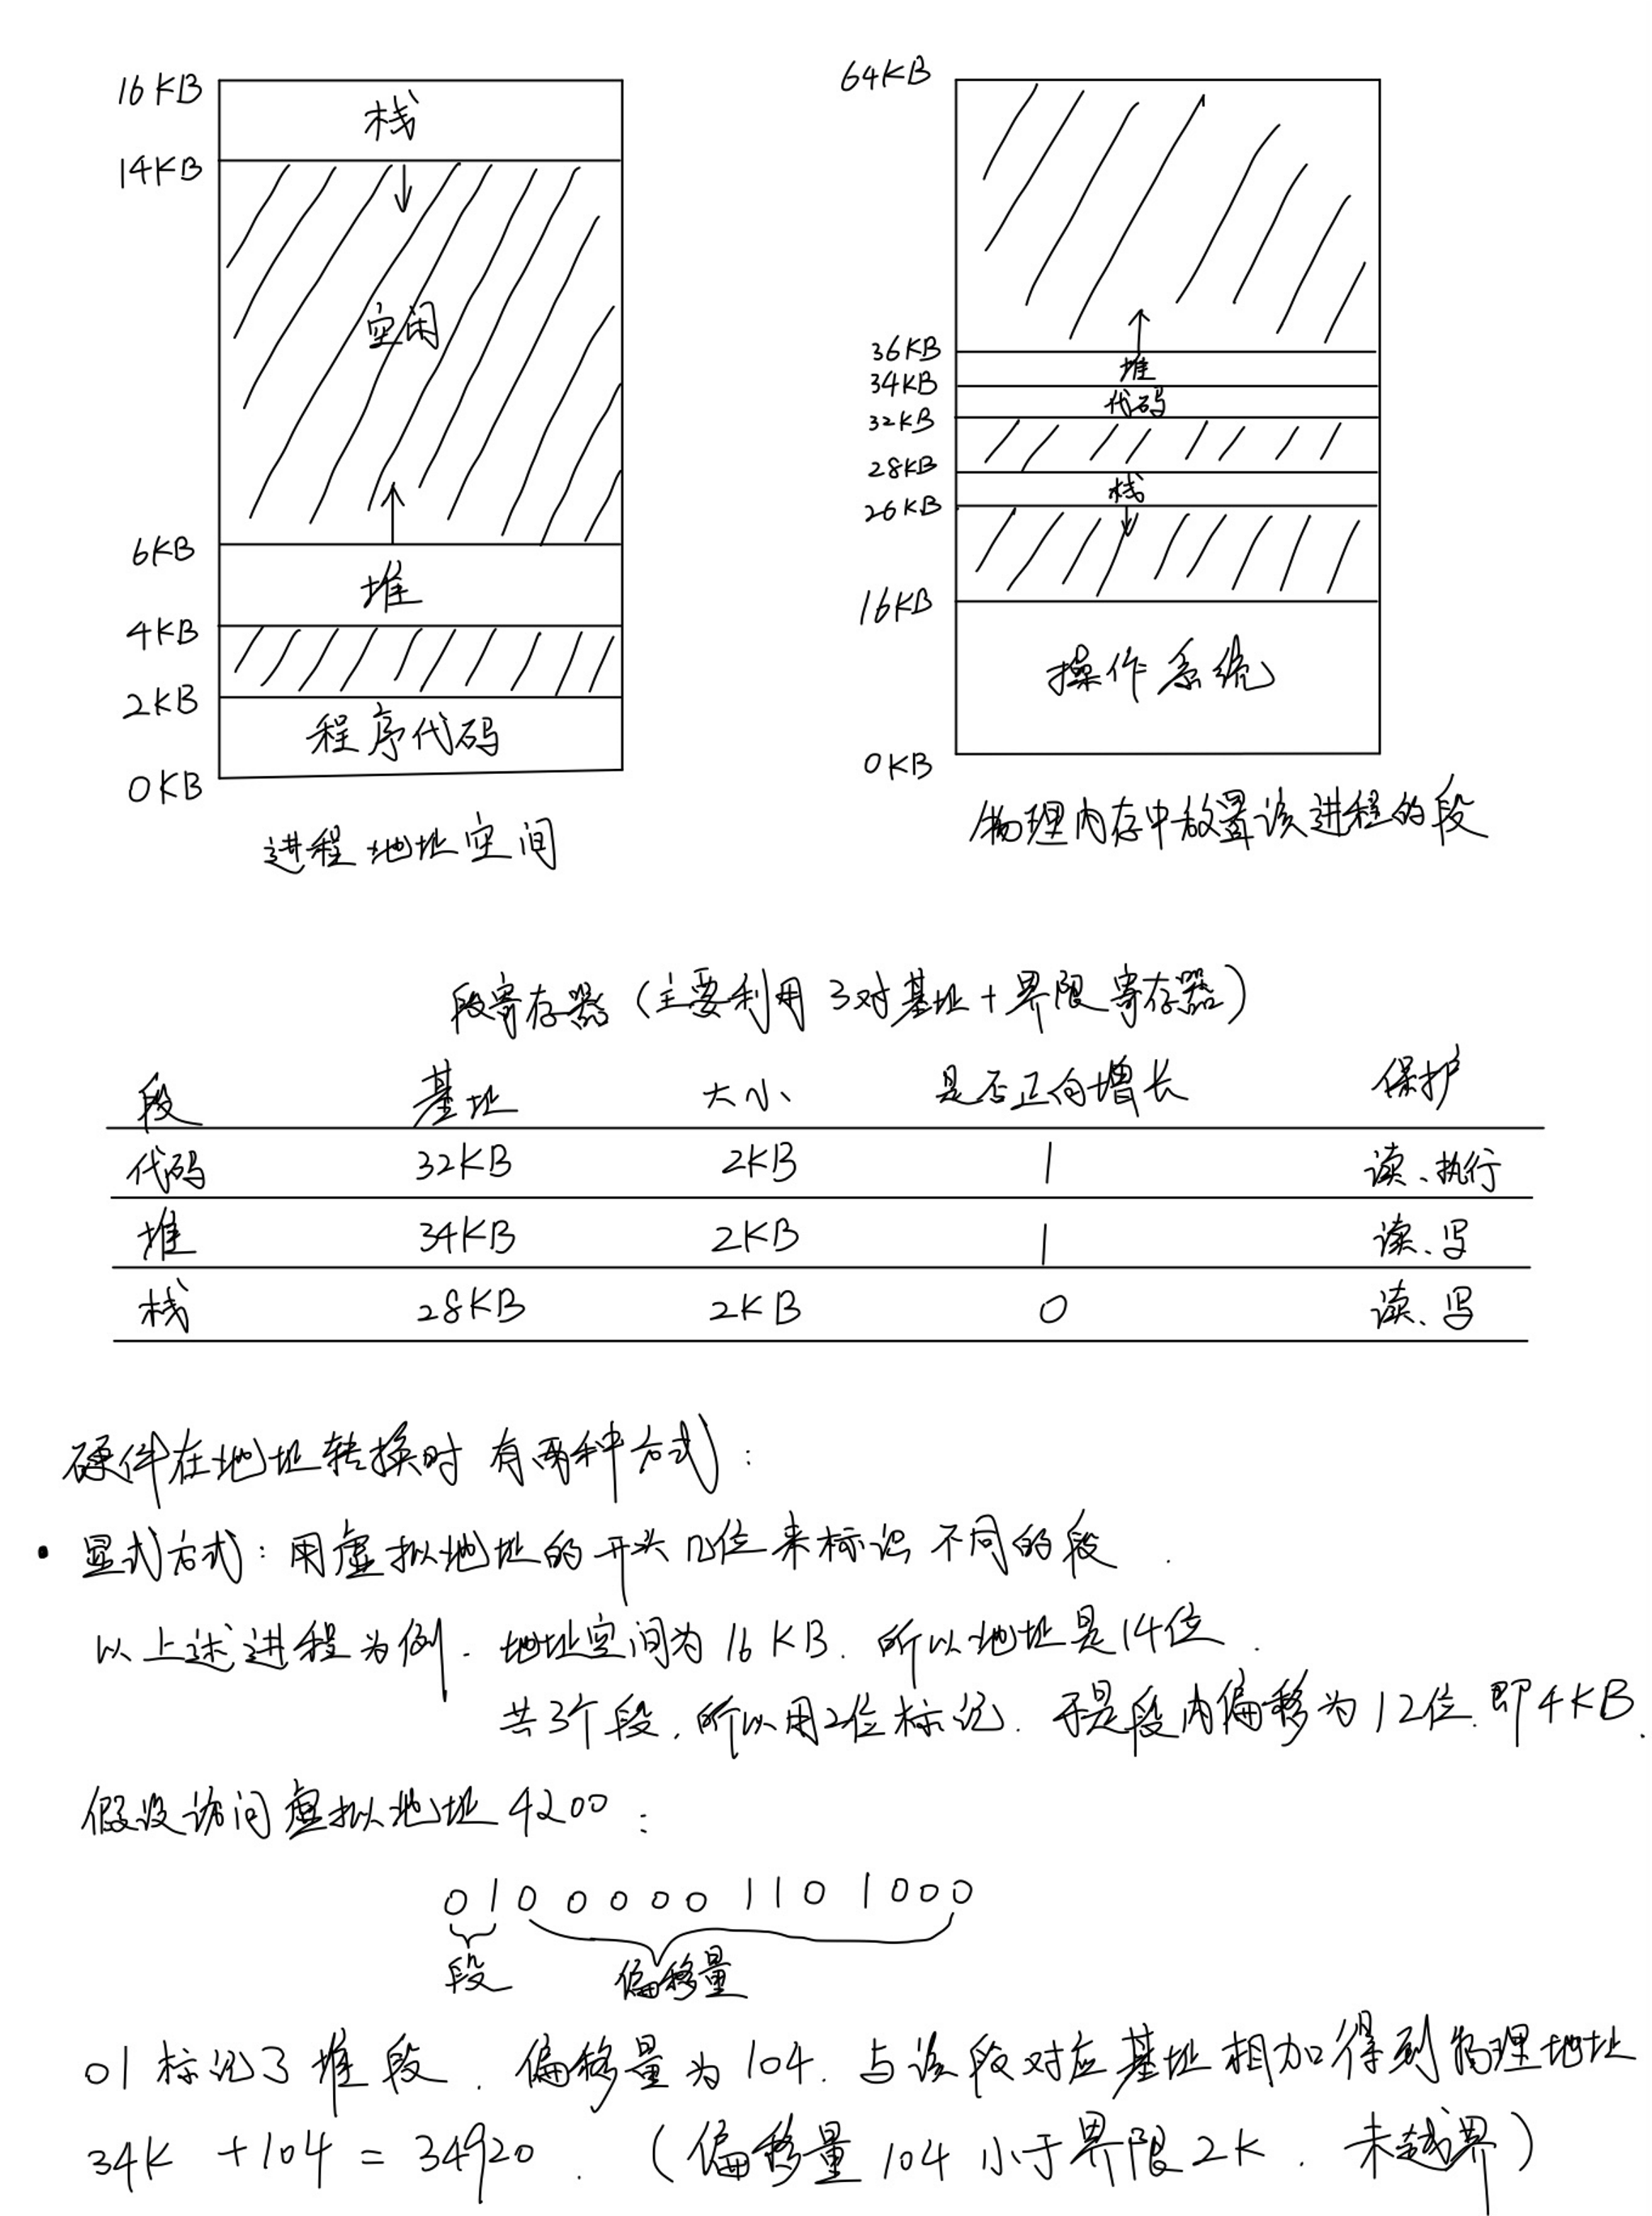 16KB
栈
14KB
空闲
6KB
堆
4KB
2KB
程序代码
0KB
进程地址空间
64KB
36KB
堆
34KB
代码
32KB
28KB
栈
26KB
16KB
操作系统
0KB
物理内存中放置该进程的段
段寄存器（主要利用3对基址+界限寄存器）
段 基址 大小 是否正向增长 保护
代码 32KB 2KB 1 读、执行
堆 34KB 2KB 1 读、写
栈 28KB 2KB 0 读、写
硬件在地址转换时有两种方式：
• 显式方式：用虚拟地址的开头几位来标识不同的段.
以上述进程为例. 地址空间为16KB. 所以地址是14位.
共3个段, 所以用2位标记. 于是段内偏移为12位. 即4KB.
假设访问虚拟地址4200：
01000001101000
段 偏移量
01标记了堆段. 偏移量为104. 与该段对应基址相加得到物理地址
34K + 104 = 34920. （偏移量104小于界限2K. 未越界）